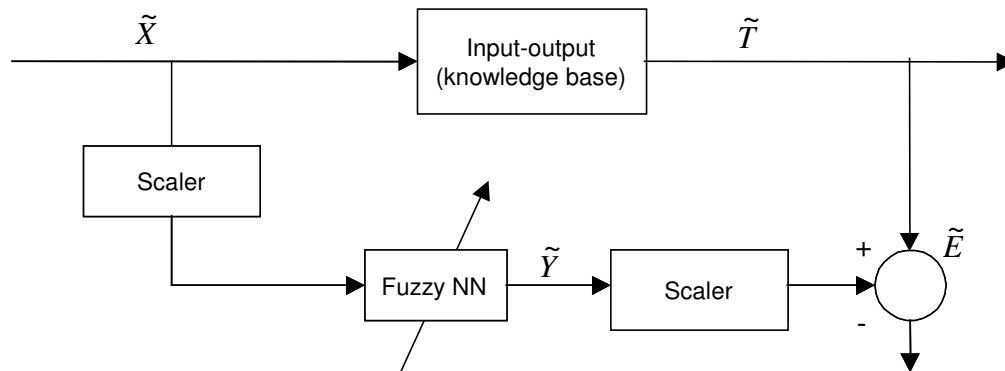 X̃
Input-output
(knowledge base)
T̃
Scaler
Fuzzy NN
Ỹ
Scaler
+
-
Ẽ